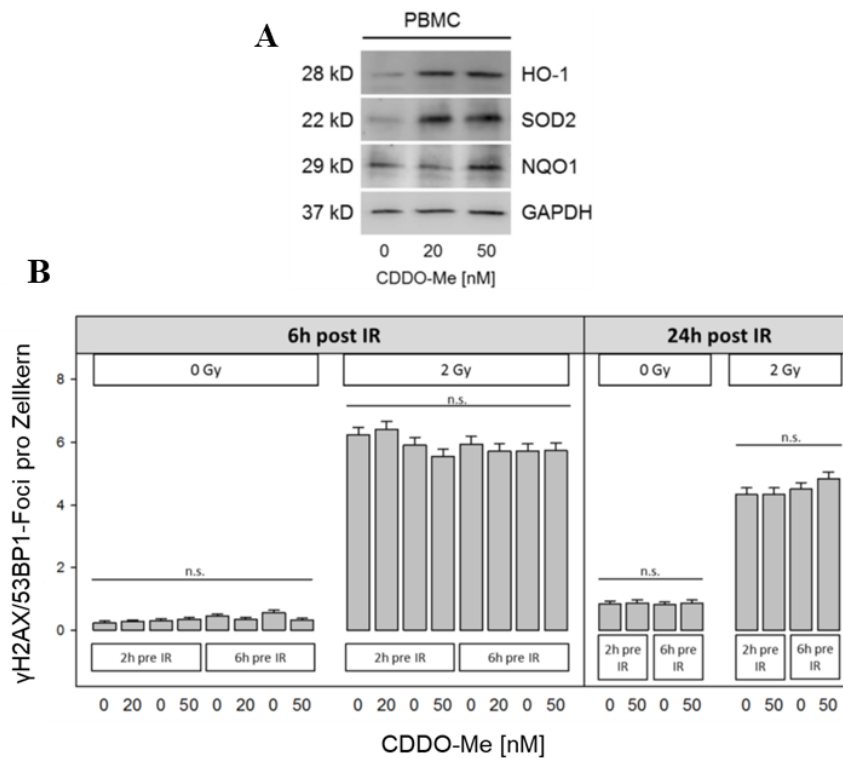 A
PBMC
28 kD HO-1
22 kD SOD2
29 kD NQO1
37 kD GAPDH
0 20 50
CDDO-Me [nM]
B
6h post IR 24h post IR
0 Gy 2 Gy 0 Gy 2 Gy
8
6
4
2
0
γH2AX/53BP1-Foci pro Zellkern
n.s. n.s. n.s. n.s.
2h pre IR 6h pre IR 2h pre IR 6h pre IR 2h pre IR 6h pre IR 2h pre IR 6h pre IR
0 20 0 50 0 20 0 50 0 20 0 50 0 20 0 50 0 50 0 50 0 50 0 50
CDDO-Me [nM]